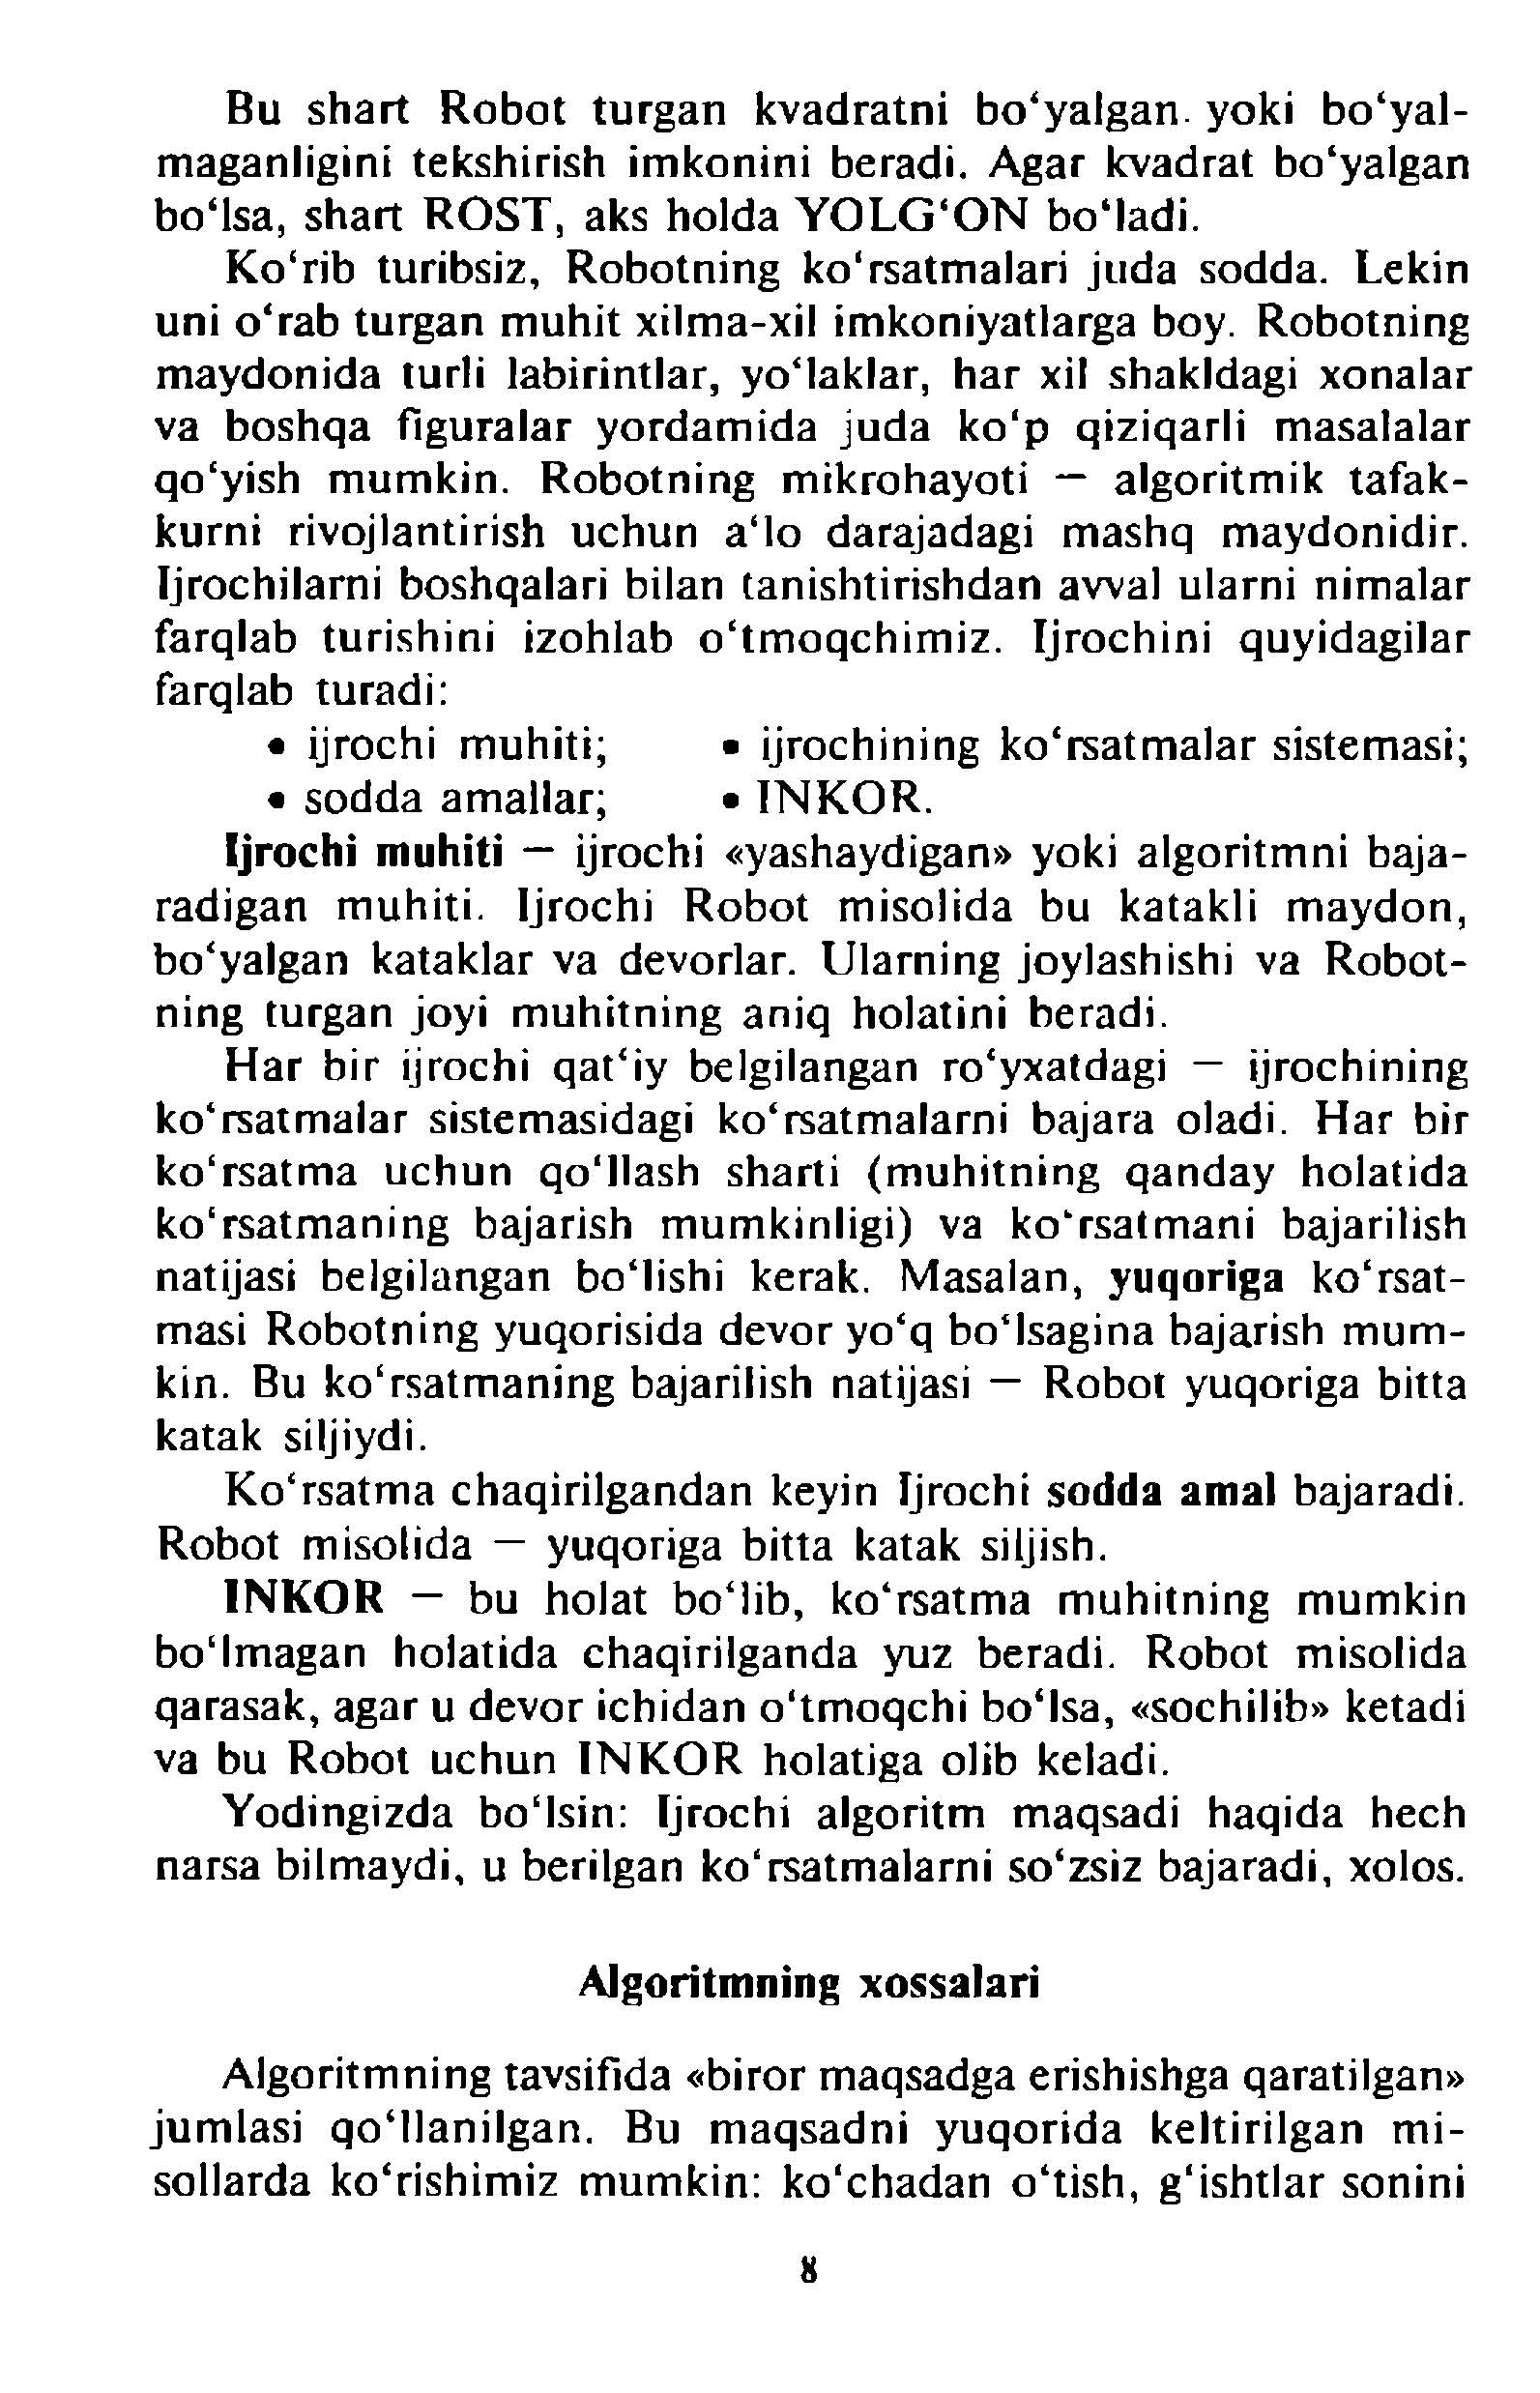 Bu shart Robot turgan kvadratni bo‘yalgan yoki bo‘yal-
maganligini tekshirish imkonini beradi. Agar kvadrat bo‘yalgan
bo‘lsa, shart ROST, aks holda YOLG‘ON bo‘ladi.
Ko‘rib turibsiz, Robotning ko‘rsatmalari juda sodda. Lekin
uni o‘rab turgan muhit xilma-xil imkoniyatlarga boy. Robotning
maydonida turli labirintlar, yo‘laklar, har xil shakldagi xonalar
va boshqa figuralar yordamida juda ko‘p qiziqarli masalalar
qo‘yish mumkin. Robotning mikrohayoti — algoritmik tafak-
kurni rivojlantirish uchun a‘lo darajadagi mashq maydonidir.
Ijrochilarni boshqalari bilan tanishtirishdan avval ularni nimalar
farqlab turishini izohlab o‘tmoqchimiz. Ijrochini quyidagilar
farqlab turadi:
• ijrochi muhiti; • ijrochining ko‘rsatmalar sistemasi;
• sodda amallar; • INKOR.
Ijrochi muhiti — ijrochi «yashaydigan» yoki algoritmni baja-
radigan muhiti. Ijrochi Robot misolida bu katakli maydon,
bo‘yalgan kataklar va devorlar. Ularning joylashishi va Robot-
ning turgan joyi muhitning aniq holatini beradi.
Har bir ijrochi qat‘iy belgilangan ro‘yxatdagi — ijrochining
ko‘rsatmalar sistemasidagi ko‘rsatmalarni bajara oladi. Har bir
ko‘rsatma uchun qo‘llash sharti (muhitning qanday holatida
ko‘rsatmaning bajarish mumkinligi) va ko‘rsatmani bajarilish
natijasi belgilangan bo‘lishi kerak. Masalan, yuqoriga ko‘rsat-
masi Robotning yuqorisida devor yo‘q bo‘lsagina bajarish mum-
kin. Bu ko‘rsatmaning bajarilish natijasi — Robot yuqoriga bitta
katak siljiydi.
Ko‘rsatma chaqirilgandan keyin Ijrochi sodda amal bajaradi.
Robot misolida — yuqoriga bitta katak siljish.
INKOR — bu holat bo‘lib, ko‘rsatma muhitning mumkin
bo‘lmagan holatida chaqirilganda yuz beradi. Robot misolida
qarasak, agar u devor ichidan o‘tmoqchi bo‘lsa, «sochilib» ketadi
va bu Robot uchun INKOR holatiga olib keladi.
Yodingizda bo‘lsin: Ijrochi algoritm maqsadi haqida hech
narsa bilmaydi, u berilgan ko‘rsatmalarni so‘zsiz bajaradi, xolos.
Algoritmning xossalari
Algoritmning tavsifida «biror maqsadga erishishga qaratilgan»
jumlasi qo‘llanilgan. Bu maqsadni yuqorida keltirilgan mi-
sollarda ko‘rishimiz mumkin: ko‘chadan o‘tish, g‘ishtlar sonini
8